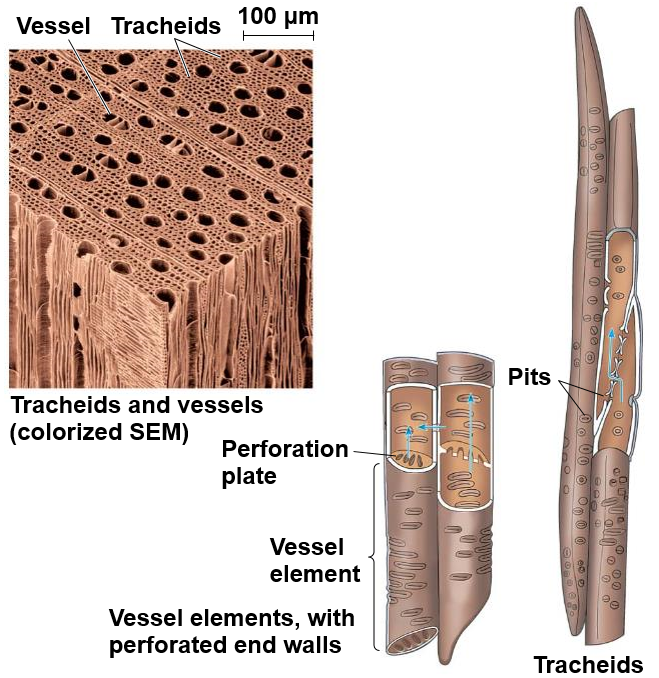 Vessel Tracheids 100 μm
Tracheids and vessels
(colorized SEM)
Perforation
plate
Vessel
element
Vessel elements, with
perforated end walls
Pits
Tracheids